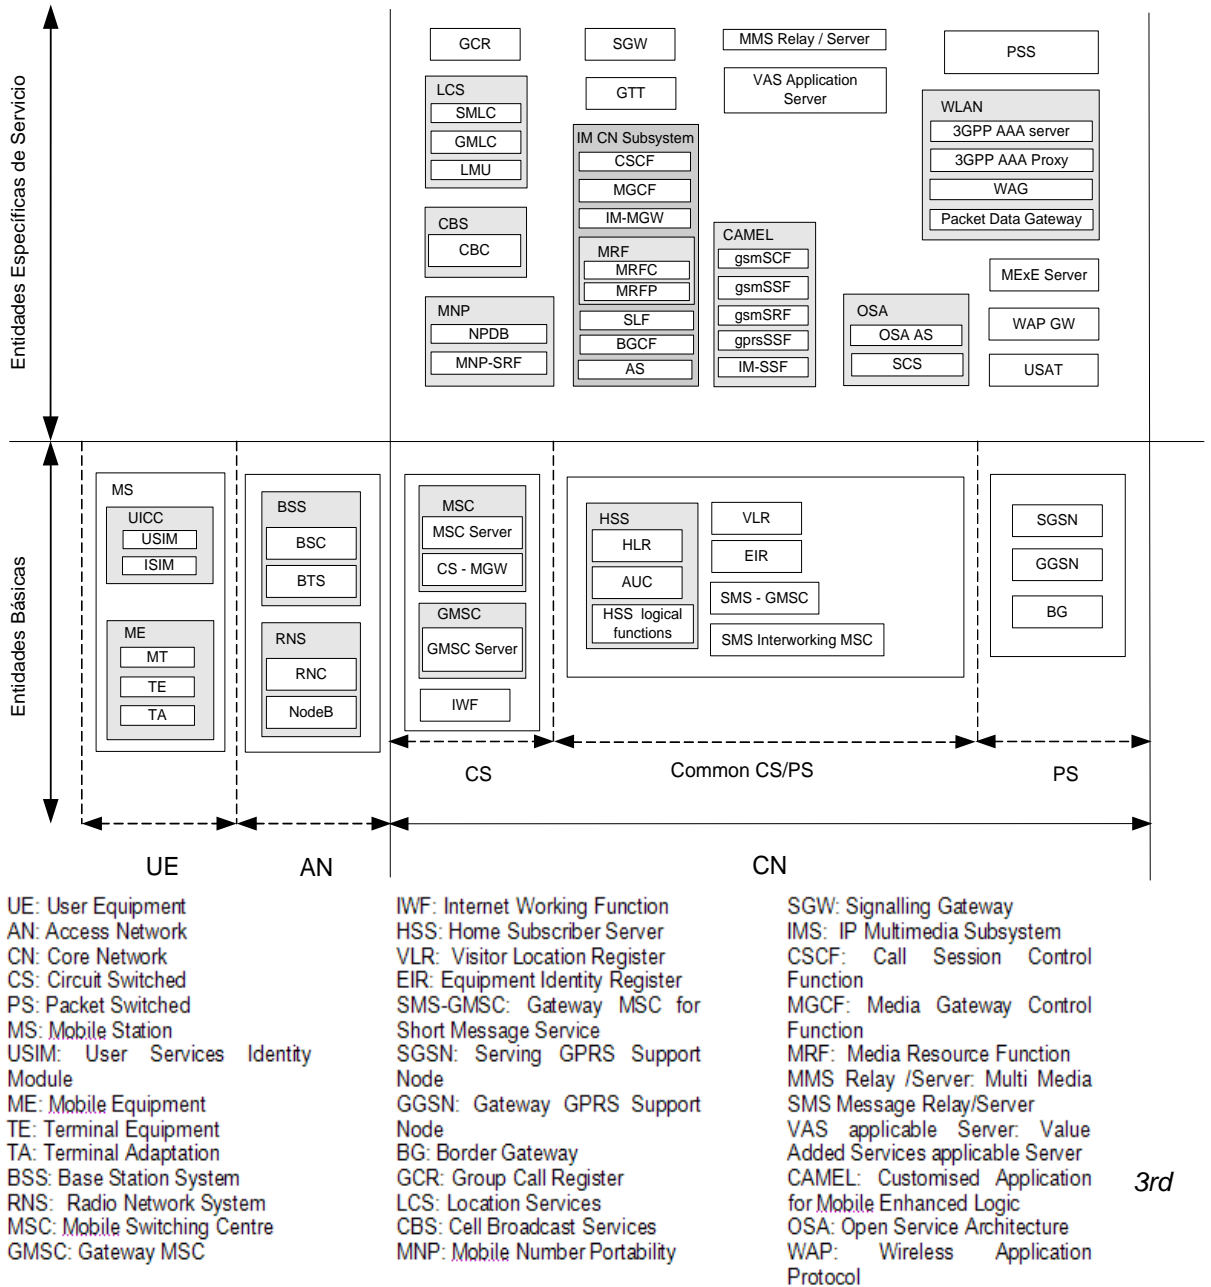 Entidades Específicas de Servicio
GCR
SGW
MMS Relay / Server
PSS
LCS
SMLC
GMLC
LMU
GTT
VAS Application
Server
WLAN
3GPP AAA server
3GPP AAA Proxy
WAG
Packet Data Gateway
IM CN Subsystem
CSCF
MGCF
IM-MGW
MRF
MRFC
MRFP
SLF
BGCF
AS
CBS
CBC
CAMEL
gsmSCF
gsmSSF
gsmSRF
gprsSSF
IM-SSF
MExE Server
MNP
NPDB
MNP-SRF
OSA
OSA AS
SCS
WAP GW
USAT
Entidades Básicas
MS
UICC
USIM
ISIM
ME
MT
TE
TA
BSS
BSC
BTS
RNS
RNC
NodeB
MSC
MSC Server
CS - MGW
GMSC
GMSC Server
IWF
HSS
HLR
AUC
HSS logical
functions
VLR
EIR
SMS - GMSC
SMS Interworking MSC
SGSN
GGSN
BG
CS
Common CS/PS
PS
UE
AN
CN
UE: User Equipment
AN: Access Network
CN: Core Network
CS: Circuit Switched
PS: Packet Switched
MS: Mobile Station
USIM: User Services Identity
Module
ME: Mobile Equipment
TE: Terminal Equipment
TA: Terminal Adaptation
BSS: Base Station System
RNS: Radio Network System
MSC: Mobile Switching Centre
GMSC: Gateway MSC
IWF: Internet Working Function
HSS: Home Subscriber Server
VLR: Visitor Location Register
EIR: Equipment Identity Register
SMS-GMSC: Gateway MSC for
Short Message Service
SGSN: Serving GPRS Support
Node
GGSN: Gateway GPRS Support
Node
BG: Border Gateway
GCR: Group Call Register
LCS: Location Services
CBS: Cell Broadcast Services
MNP: Mobile Number Portability
SGW: Signalling Gateway
IMS: IP Multimedia Subsystem
CSCF: Call Session Control
Function
MGCF: Media Gateway Control
Function
MRF: Media Resource Function
MMS Relay /Server: Multi Media
SMS Message Relay/Server
VAS applicable Server: Value
Added Services applicable Server
CAMEL: Customised Application
for Mobile Enhanced Logic
OSA: Open Service Architecture
WAP: Wireless Application
Protocol
3rd